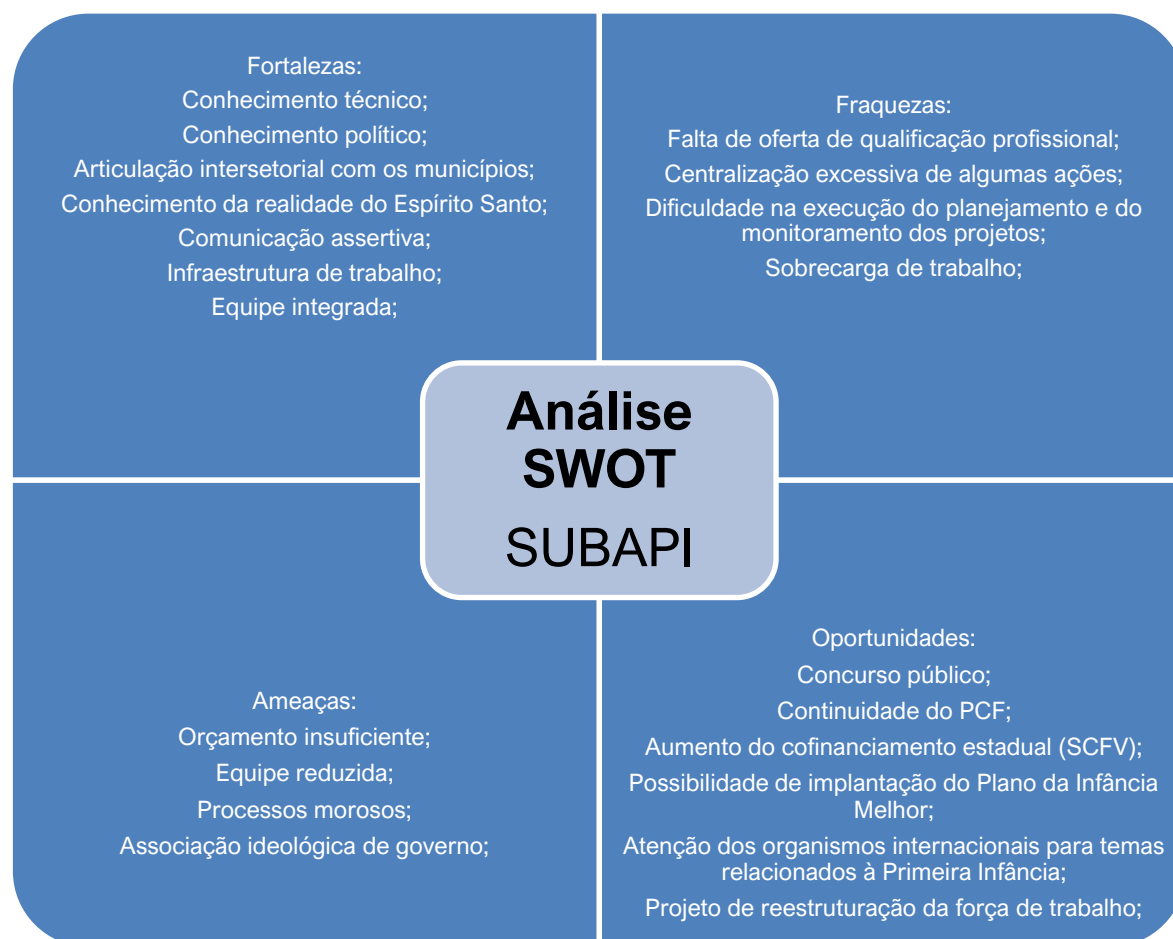 Fortalezas:
Conhecimento técnico;
Conhecimento político;
Articulação intersetorial com os municípios;
Conhecimento da realidade do Espírito Santo;
Comunicação assertiva;
Infraestrutura de trabalho;
Equipe integrada;
Fraquezas:
Falta de oferta de qualificação profissional;
Centralização excessiva de algumas ações;
Dificuldade na execução do planejamento e do
monitoramento dos projetos;
Sobrecarga de trabalho;
Análise
SWOT
SUBAPI
Ameaças:
Orçamento insuficiente;
Equipe reduzida;
Processos morosos;
Associação ideológica de governo;
Oportunidades:
Concurso público;
Continuidade do PCF;
Aumento do cofinanciamento estadual (SCFV);
Possibilidade de implantação do Plano da Infância
Melhor;
Atenção dos organismos internacionais para temas
relacionados à Primeira Infância;
Projeto de reestruturação da força de trabalho;